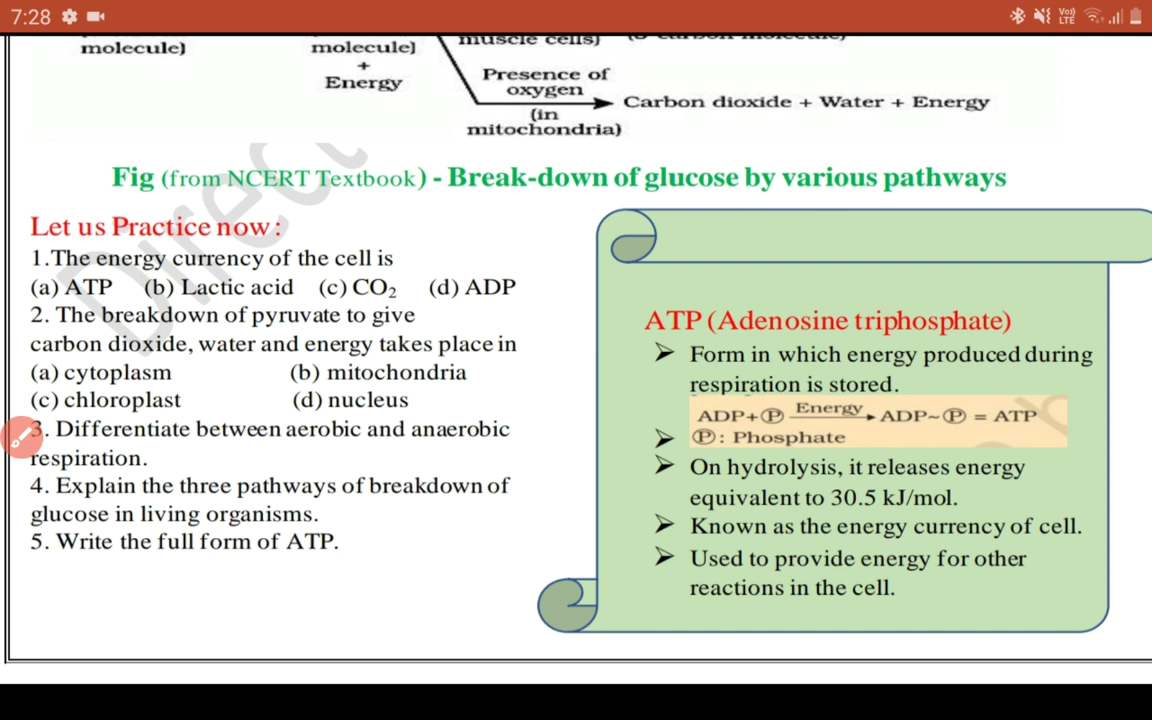 7:28
Vo))
LTE
molecule)
molecule)
+
Energy
muscle cells)
Presence of
oxygen
(in
mitochondria)
Carbon dioxide + Water + Energy
Direct
Fig (from NCERT Textbook) - Break-down of glucose by various pathways
Let us Practice now:
1.The energy currency of the cell is
(a) ATP (b) Lactic acid (c) CO₂ (d) ADP
2. The breakdown of pyruvate to give
carbon dioxide, water and energy takes place in
(a) cytoplasm (b) mitochondria
(c) chloroplast (d) nucleus
3. Differentiate between aerobic and anaerobic
respiration.
4. Explain the three pathways of breakdown of
glucose in living organisms.
5. Write the full form of ATP.
ATP (Adenosine triphosphate)
➢ Form in which energy produced during
respiration is stored.
ADP+Ⓟ Energy→ ADP~Ⓟ = ATP
➢ Ⓟ: Phosphate
➢ On hydrolysis, it releases energy
equivalent to 30.5 kJ/mol.
➢ Known as the energy currency of cell.
➢ Used to provide energy for other
reactions in the cell.